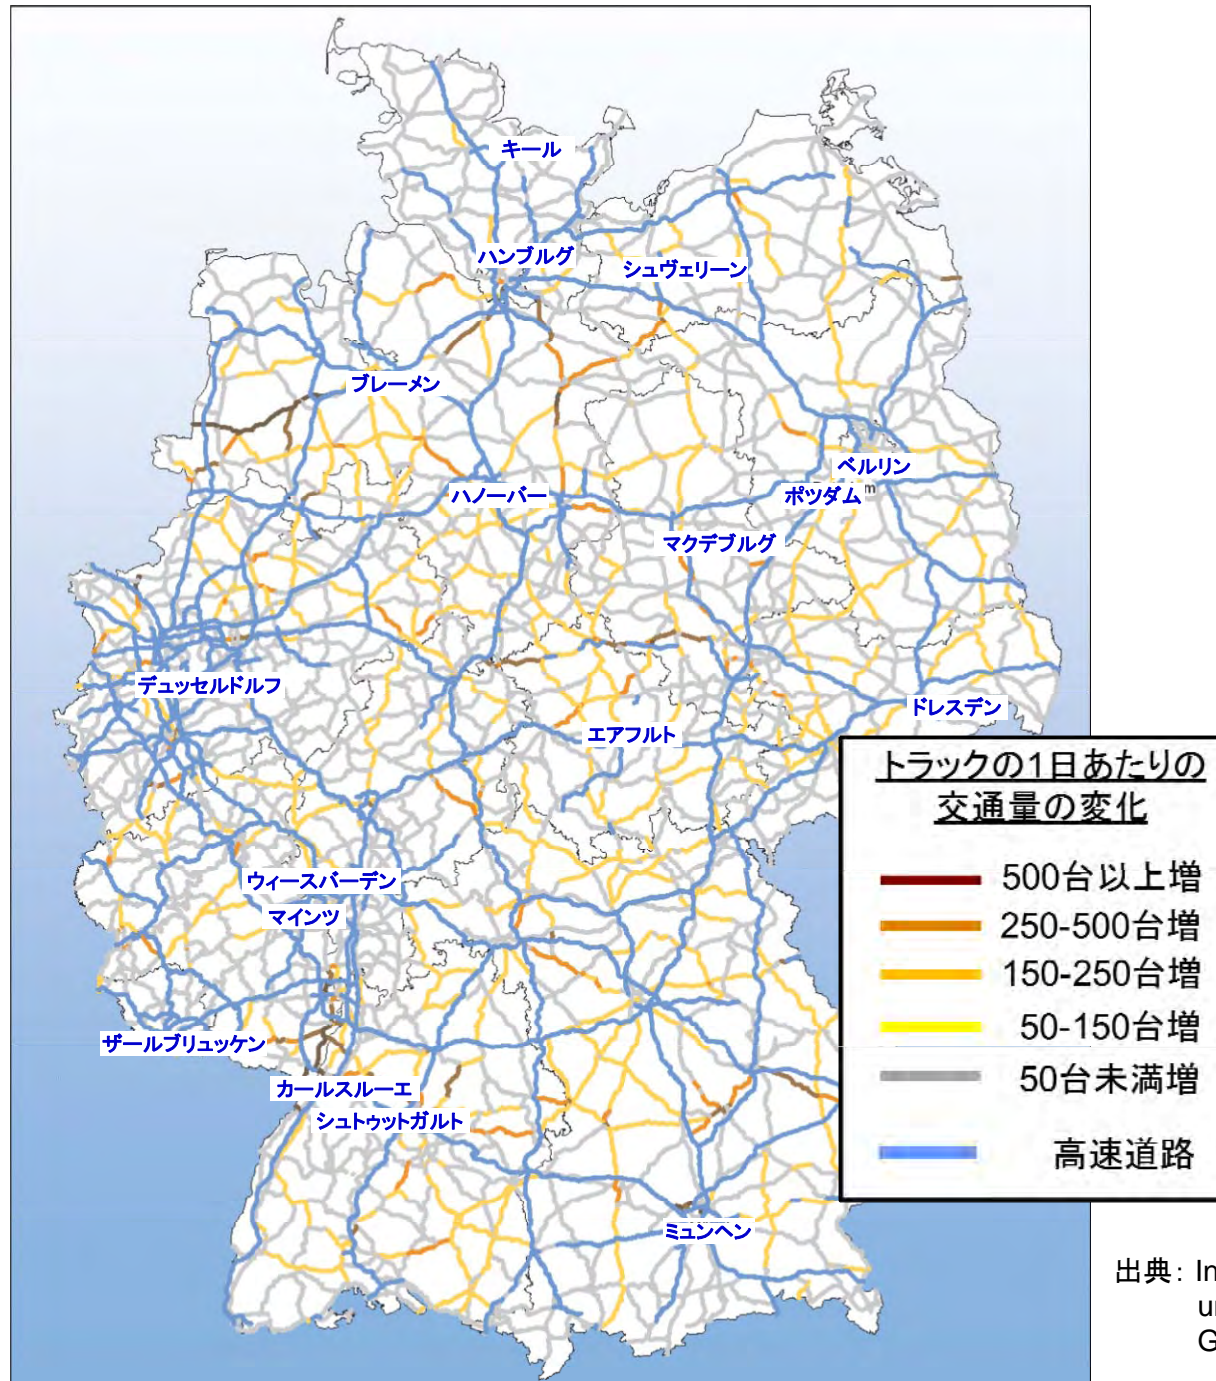 キール
ハンブルグ
シュヴェリーン
ブレーメン
ベルリン
ハノーバー
ポツダム
m
マクデブルグ
デュッセルドルフ
ドレスデン
エアフルト
トラックの1日あたりの
交通量の変化
500台以上増
250-500台増
150-250台増
50-150台増
50台未満増
高速道路
ウィースバーデン
マインツ
ザールブリュッケン
カールスルーエ
シュトゥットガルト
ミュンヘン
出典: In
ur
G